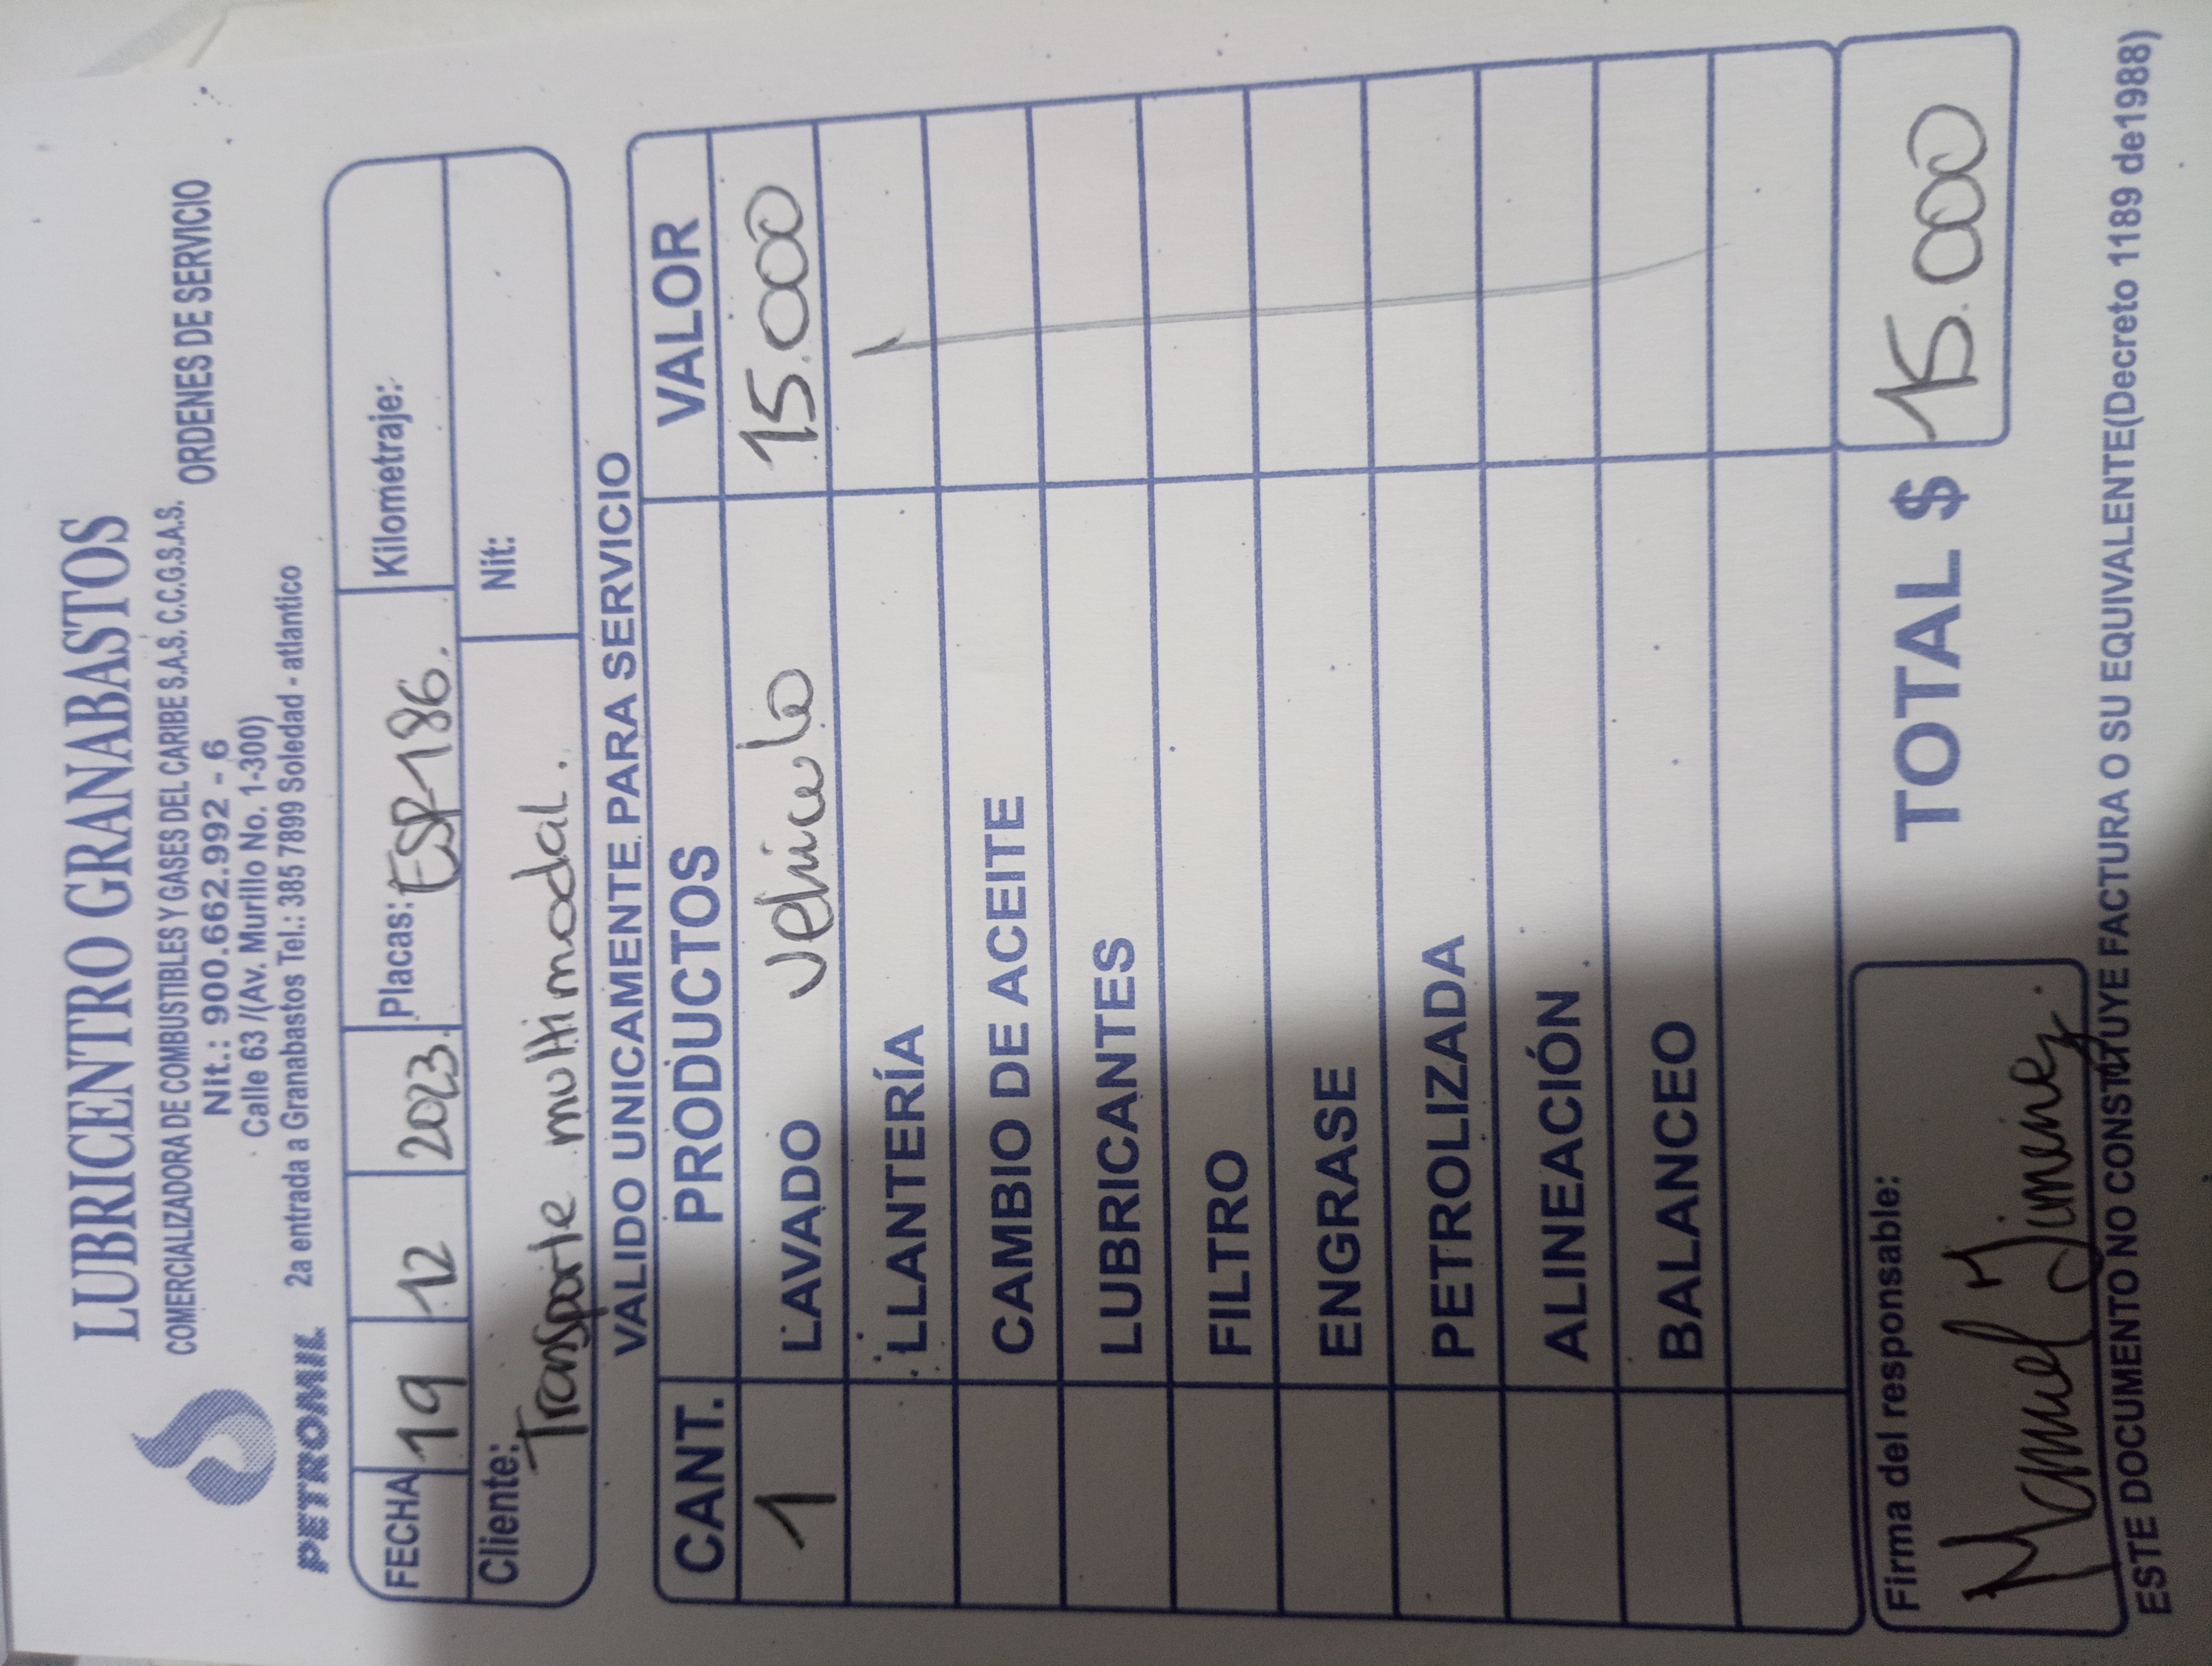 LUBRICENTRO GRANABASTOS
COMERCIALIZADORA DE COMBUSTIBLES Y GASES DEL CARIBE S.A.S. C.C.G.S.A.S.
Nit.: 900.662.992 - 6
ORDENES DE SERVICIO
Calle 63 /(Av. Murillo No. 1-300)
PETROMIL 2a entrada a Granabastos Tel.: 385 7899 Soledad - atlantico
FECHA 19 12 2023. Placas: ESP-186. Kilometraje:
Cliente: Transporte multimodal. Nit:
VALIDO UNICAMENTE PARA SERVICIO
CANT. PRODUCTOS VALOR
1 LAVADO vehiculo 15.000
LLANTERÍA
CAMBIO DE ACEITE
LUBRICANTES
FILTRO
ENGRASE
PETROLIZADA
ALINEACIÓN
BALANCEO
Firma del responsable: TOTAL $ 15.000
Manuel Jimenez.
ESTE DOCUMENTO NO CONSTITUYE FACTURA O SU EQUIVALENTE(Decreto 1189 de1988)